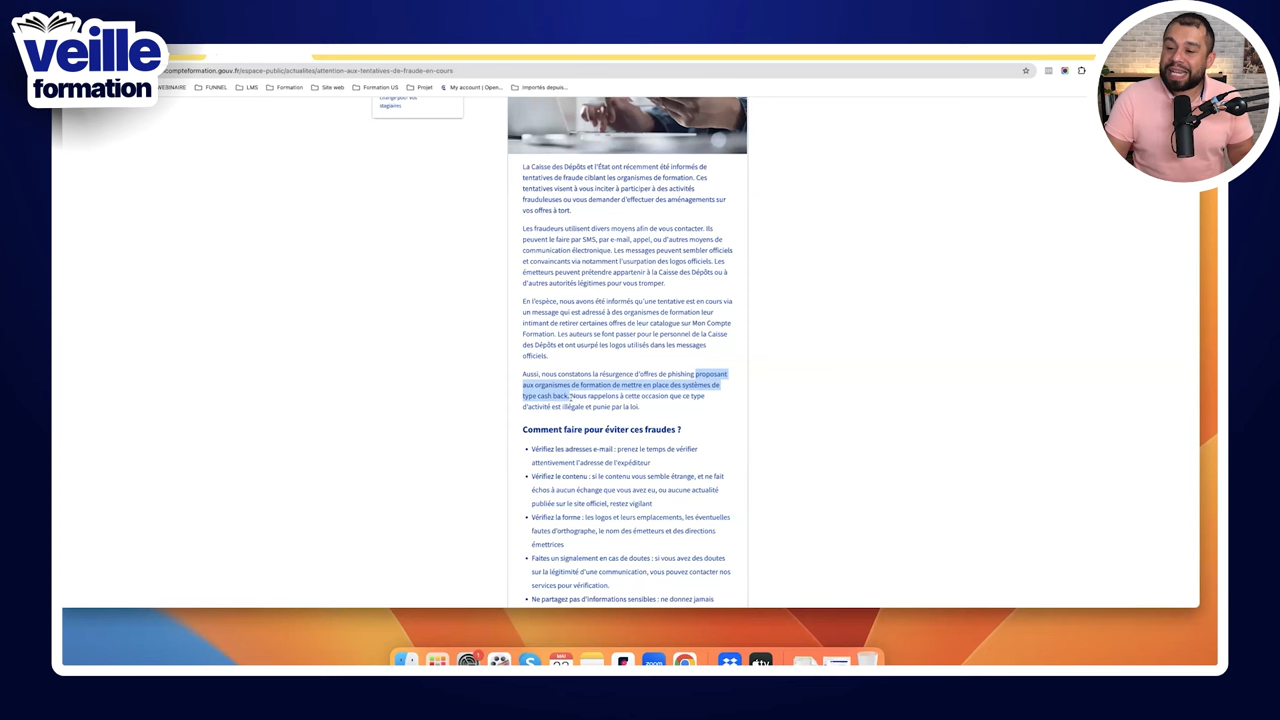 veille
formation
compteformation.gouv.fr/espace-public/actualites/attention-aux-tentatives-de-fraude-en-cours
WEBINAIRE
FUNNEL
LMS
Formation
Site web
Formation US
Projet
My account | Open...
Importés depuis...
change pour vos
stagiaires
La Caisse des Dépôts et l'État ont récemment été informés de
tentatives de fraude ciblant les organismes de formation. Ces
tentatives visent à vous inciter à participer à des activités
frauduleuses ou vous demander d'effectuer des aménagements sur
vos offres à tort.
Les fraudeurs utilisent divers moyens afin de vous contacter. Ils
peuvent le faire par SMS, par e-mail, appel, ou d'autres moyens de
communication électronique. Les messages peuvent sembler officiels
et convaincants via notamment l'usurpation des logos officiels. Les
émetteurs peuvent prétendre appartenir à la Caisse des Dépôts ou à
d'autres autorités légitimes pour vous tromper.
En l'espèce, nous avons été informés qu'une tentative est en cours via
un message qui est adressé à des organismes de formation leur
intimant de retirer certaines offres de leur catalogue sur Mon Compte
Formation. Les auteurs se font passer pour le personnel de la Caisse
des Dépôts et ont usurpé les logos utilisés dans les messages
officiels.
Aussi, nous constatons la résurgence d'offres de phishing proposant
aux organismes de formation de mettre en place des systèmes de
type cash back. Nous rappelons à cette occasion que ce type
d'activité est illégale et punie par la loi.
Comment faire pour éviter ces fraudes ?
• Vérifiez les adresses e-mail : prenez le temps de vérifier
attentivement l'adresse de l'expéditeur
• Vérifiez le contenu : si le contenu vous semble étrange, et ne fait
échos à aucun échange que vous avez eu, ou aucune actualité
publiée sur le site officiel, restez vigilant
• Vérifiez la forme : les logos et leurs emplacements, les éventuelles
fautes d'orthographe, le nom des émetteurs et des directions
émettrices
• Faites un signalement en cas de doutes : si vous avez des doutes
sur la légitimité d'une communication, vous pouvez contacter nos
services pour vérification.
• Ne partagez pas d'informations sensibles : ne donnez jamais
zoom
tv